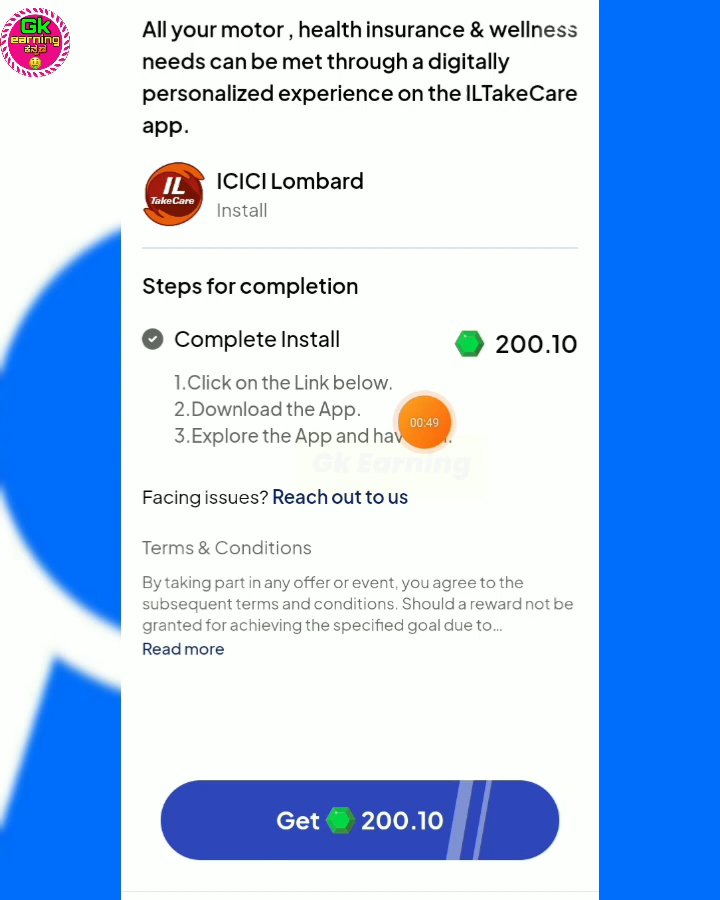 Gk
earning
ಕನ್ನಡ
All your motor , health insurance & wellness
needs can be met through a digitally
personalized experience on the ILTakeCare
app.
IL
TakeCare
ICICI Lombard
Install
Steps for completion
Complete Install
200.10
1.Click on the Link below.
2.Download the App.
00:49
3.Explore the App and
Gk Earning
Facing issues? Reach out to us
Terms & Conditions
By taking part in any offer or event, you agree to the
subsequent terms and conditions. Should a reward not be
granted for achieving the specified goal due to...
Read more
Get 200.10